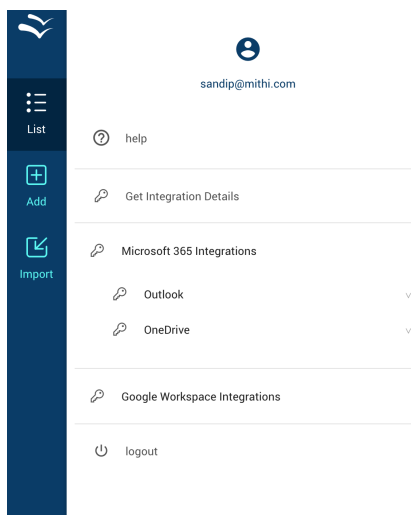 sandip@mithi.com
List
help
Add
Get Integration Details
Import
Microsoft 365 Integrations
Outlook
OneDrive
Google Workspace Integrations
logout